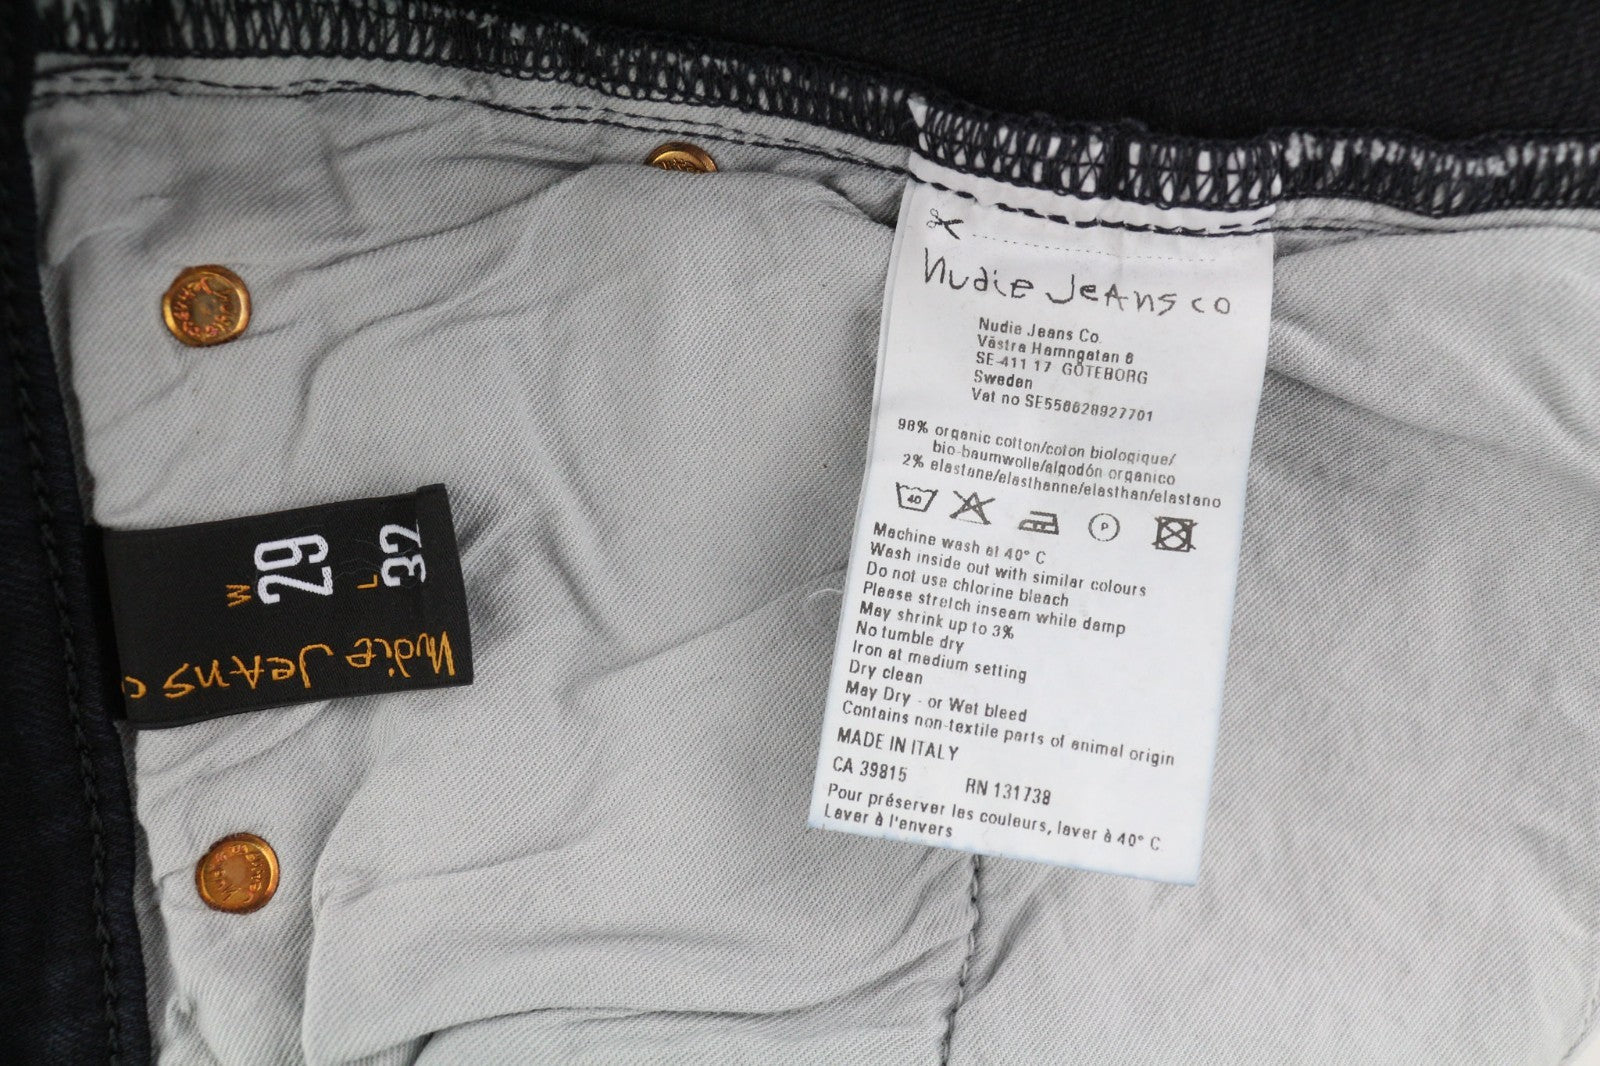 W
29
L
32
Nudie Jeans co
Nudie Jeans co
Nudie Jeans Co.
Västra Hamngatan 6
SE-411 17 GÖTEBORG
Sweden
Vat no SE556628927701
98% organic cotton/coton biologique/
bio-baumwolle/algodón organico
2% elastane/elasthanne/elasthan/elastano
40
P
Machine wash at 40° C
Wash inside out with similar colours
Do not use chlorine bleach
Please stretch inseam while damp
May shrink up to 3%
No tumble dry
Iron at medium setting
Dry clean
May Dry - or Wet bleed
Contains non-textile parts of animal origin
MADE IN ITALY
CA 39815 RN 131738
Pour préserver les couleurs, laver à 40° C.
Laver à l'envers